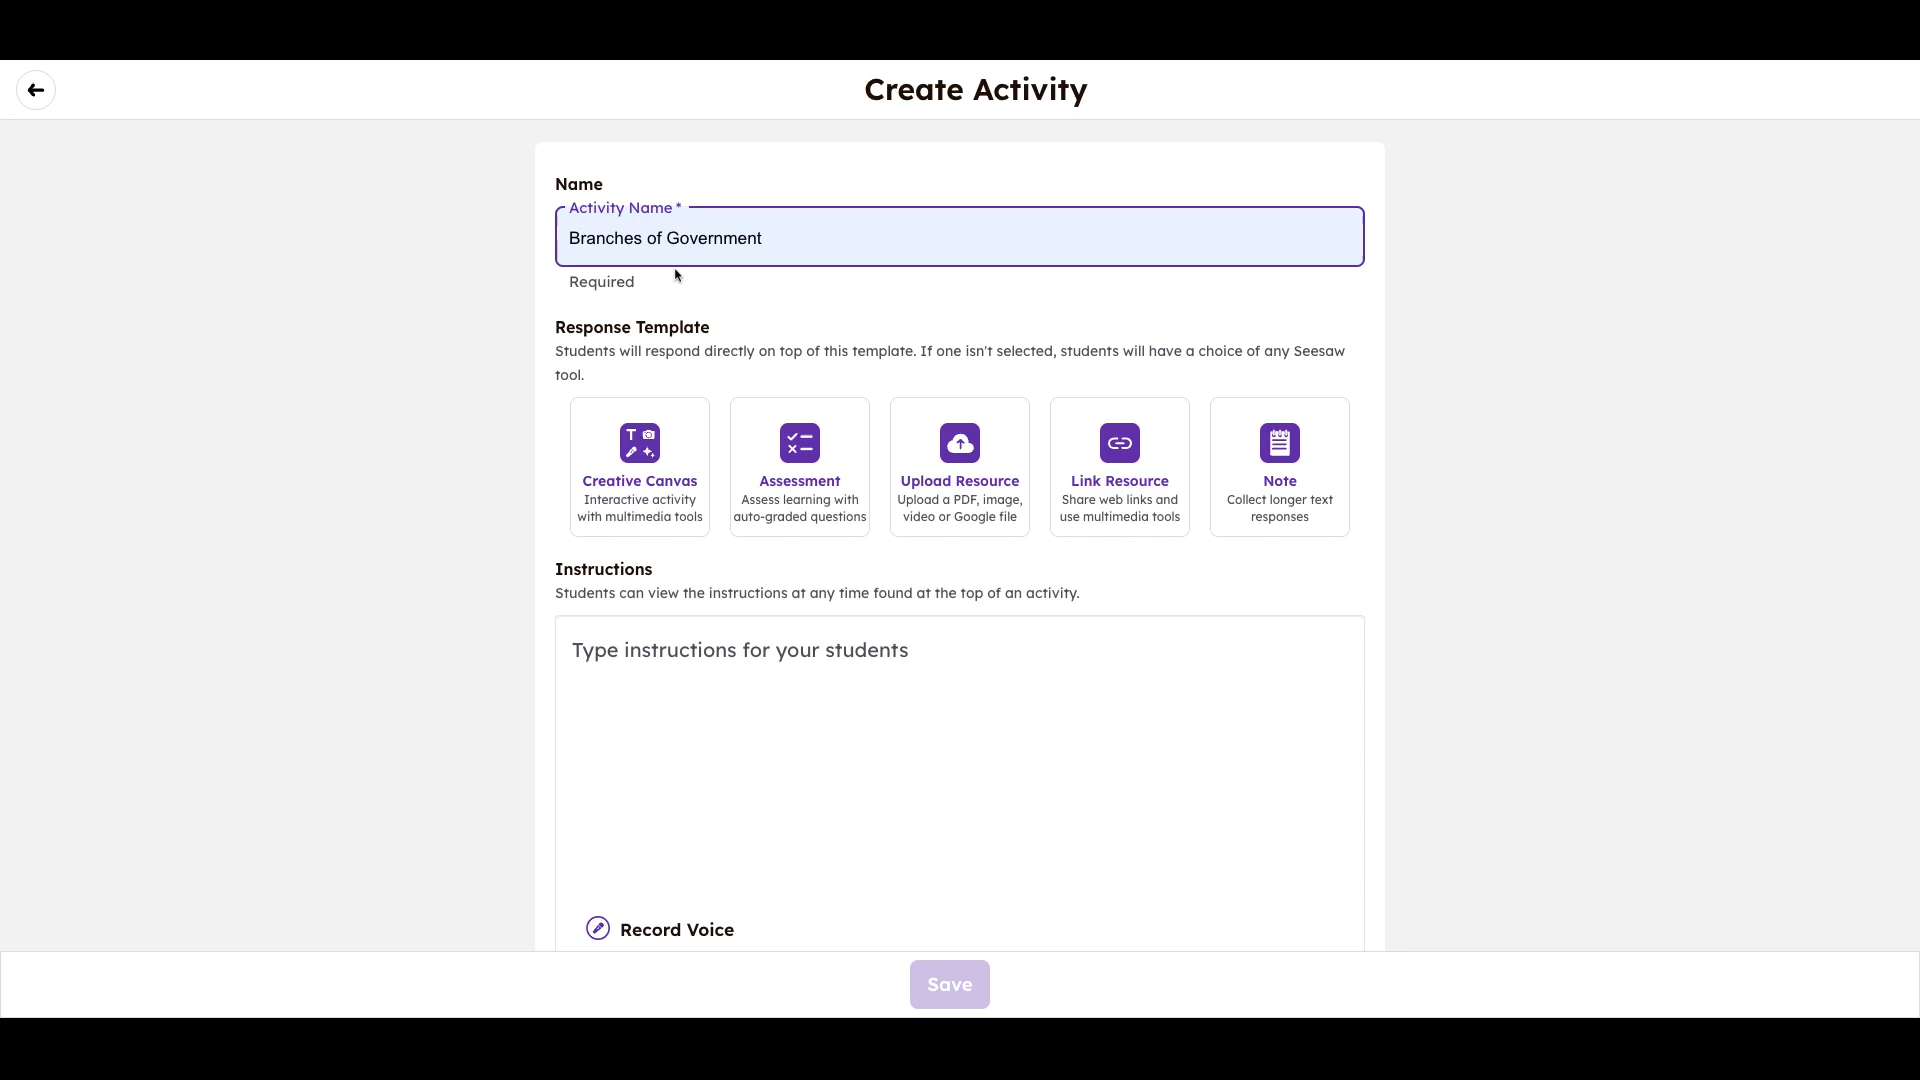 Create Activity
Name
Activity Name *
Branches of Government
Required
Response Template
Students will respond directly on top of this template. If one isn't selected, students will have a choice of any Seesaw
tool.
Creative Canvas
Interactive activity
with multimedia tools
Assessment
Assess learning with
auto-graded questions
Upload Resource
Upload a PDF, image,
video or Google file
Link Resource
Share web links and
use multimedia tools
Note
Collect longer text
responses
Instructions
Students can view the instructions at any time found at the top of an activity.
Type instructions for your students
Record Voice
Save